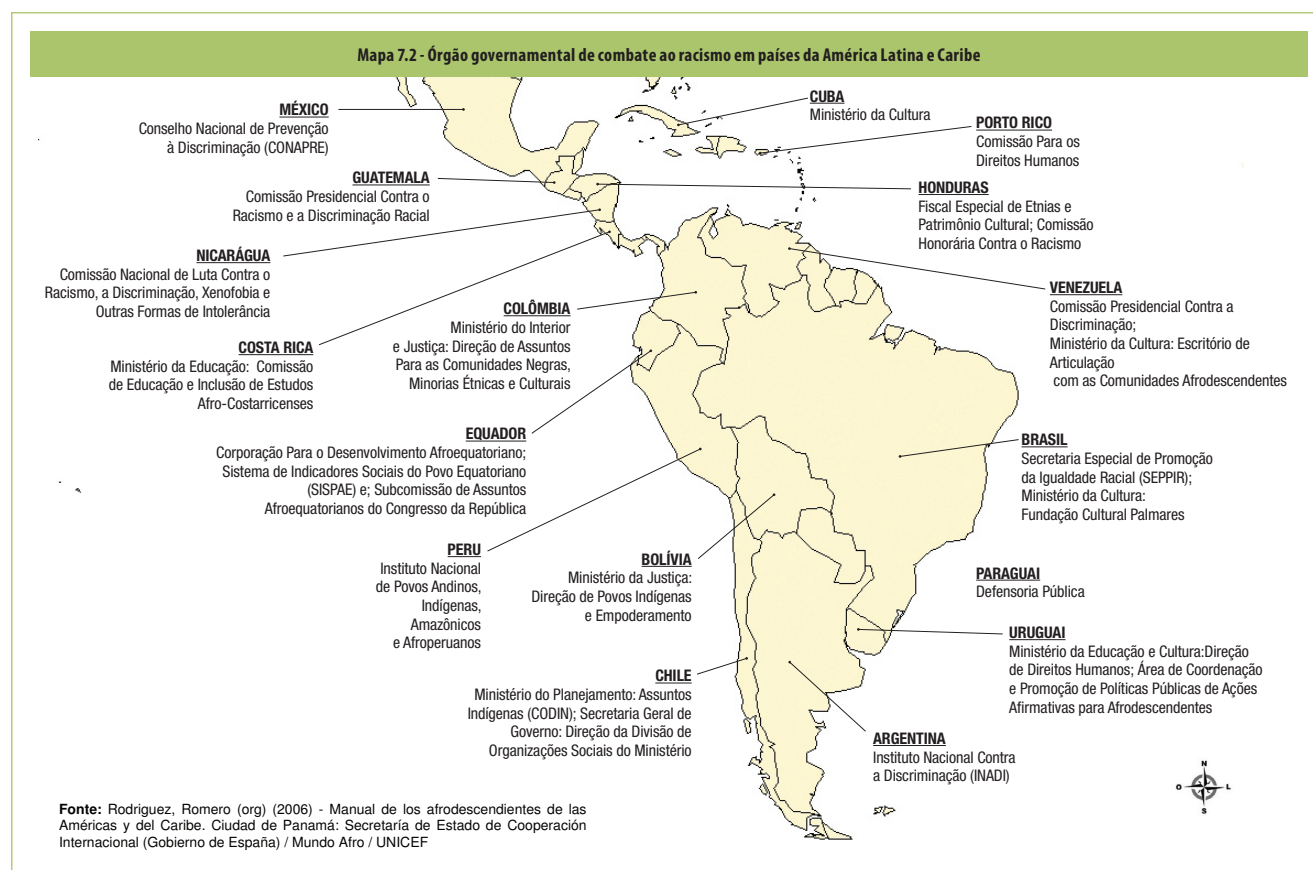 Mapa 7.2 - Órgão governamental de combate ao racismo em países da América Latina e Caribe
MÉXICO
Conselho Nacional de Prevenção
à Discriminação (CONAPRE)
CUBA
Ministério da Cultura
PORTO RICO
Comissão Para os
Direitos Humanos
GUATEMALA
Comissão Presidencial Contra o
Racismo e a Discriminação Racial
HONDURAS
Fiscal Especial de Etnias e
Patrimônio Cultural; Comissão
Honorária Contra o Racismo
NICARÁGUA
Comissão Nacional de Luta Contra o
Racismo, a Discriminação, Xenofobia e
Outras Formas de Intolerância
VENEZUELA
Comissão Presidencial Contra a
Discriminação;
Ministério da Cultura: Escritório de
Articulação
com as Comunidades Afrodescendentes
COLÔMBIA
Ministério do Interior
e Justiça: Direção de Assuntos
Para as Comunidades Negras,
Minorias Étnicas e Culturais
COSTA RICA
Ministério da Educação: Comissão
de Educação e Inclusão de Estudos
Afro-Costarricenses
EQUADOR
Corporação Para o Desenvolvimento Afroequatoriano;
Sistema de Indicadores Sociais do Povo Equatoriano
(SISPAE) e; Subcomissão de Assuntos
Afroequatorianos do Congresso da República
BRASIL
Secretaria Especial de Promoção
da Igualdade Racial (SEPPIR);
Ministério da Cultura:
Fundação Cultural Palmares
PERU
Instituto Nacional
de Povos Andinos,
Indígenas,
Amazônicos
e Afroperuanos
BOLÍVIA
Ministério da Justiça:
Direção de Povos Indígenas
e Empoderamento
PARAGUAI
Defensoria Pública
URUGUAI
Ministério da Educação e Cultura:Direção
de Direitos Humanos; Área de Coordenação
e Promoção de Políticas Públicas de Ações
Afirmativas para Afrodescendentes
CHILE
Ministério do Planejamento: Assuntos
Indígenas (CODIN); Secretaria Geral de
Governo: Direção da Divisão de
Organizações Sociais do Ministério
ARGENTINA
Instituto Nacional Contra
a Discriminação (INADI)
N
O
L
S
Fonte: Rodriguez, Romero (org) (2006) - Manual de los afrodescendientes de las
Américas y del Caribe. Ciudad de Panamá: Secretaría de Estado de Cooperación
Internacional (Gobierno de España) / Mundo Afro / UNICEF